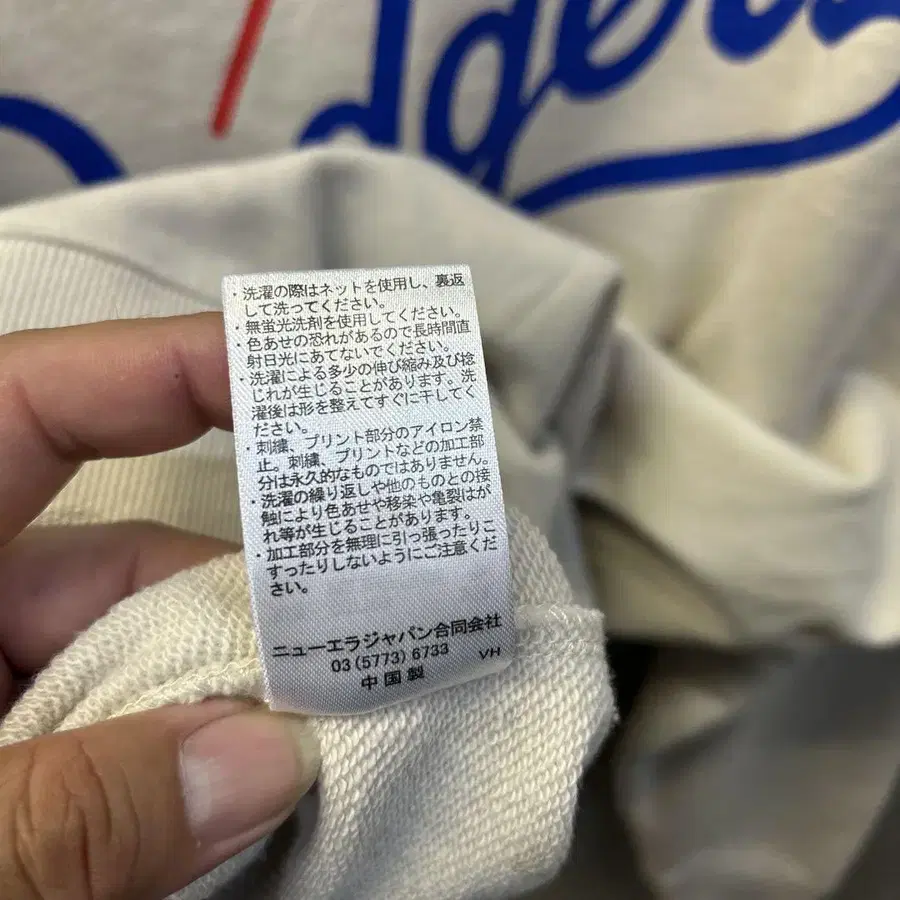 dgers
・洗濯の際はネットを使用し、裏返
して洗ってください。
・無蛍光洗剤を使用してください。
・色あせの恐れがあるので長時間直
射日光にあてないでください。
・洗濯による多少の伸び縮み及び捻
じれが生じることがあります。洗
濯後は形を整えてすぐに干してく
ださい。
・刺繍、プリント部分のアイロン禁
止。刺繍、プリントなどの加工部
分は永久的なものではありません。
・洗濯の繰り返しや他のものとの接
触により色あせや移染や亀裂はが
れ等が生じることがあります。
・加工部分を無理に引っ張ったりこ
すったりしないようにご注意くだ
さい。
ニューエラジャパン合同会社
03(5773)6733 VH
中国製